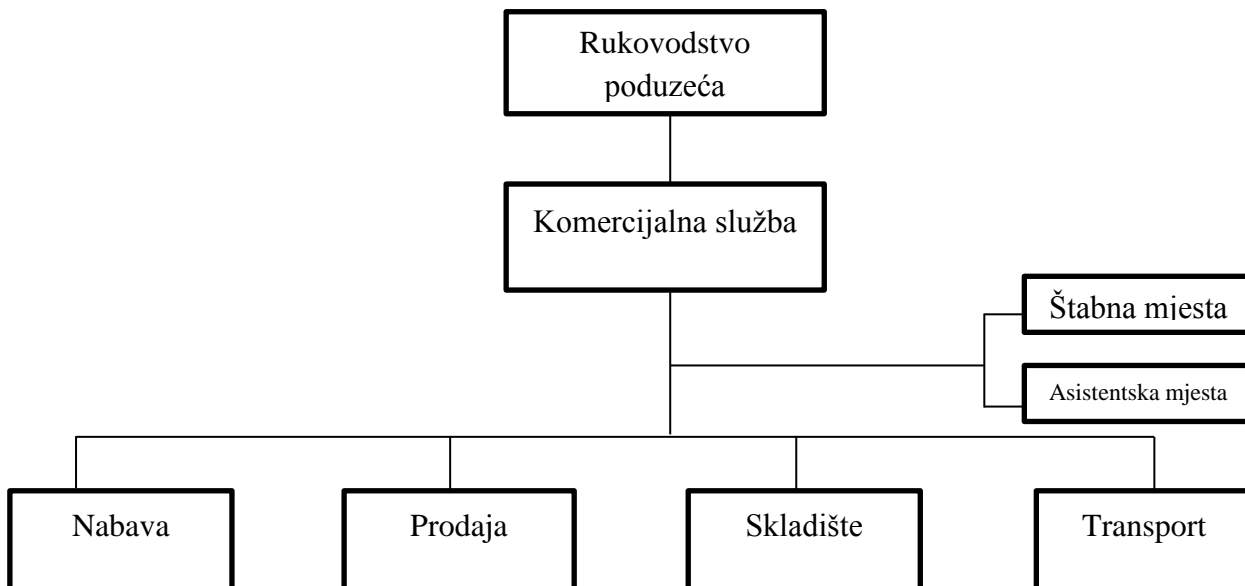 Rukovodstvo
poduzeća
Komercijalna služba
Štabna mjesta
Asistentska mjesta
Nabava
Prodaja
Skladište
Transport